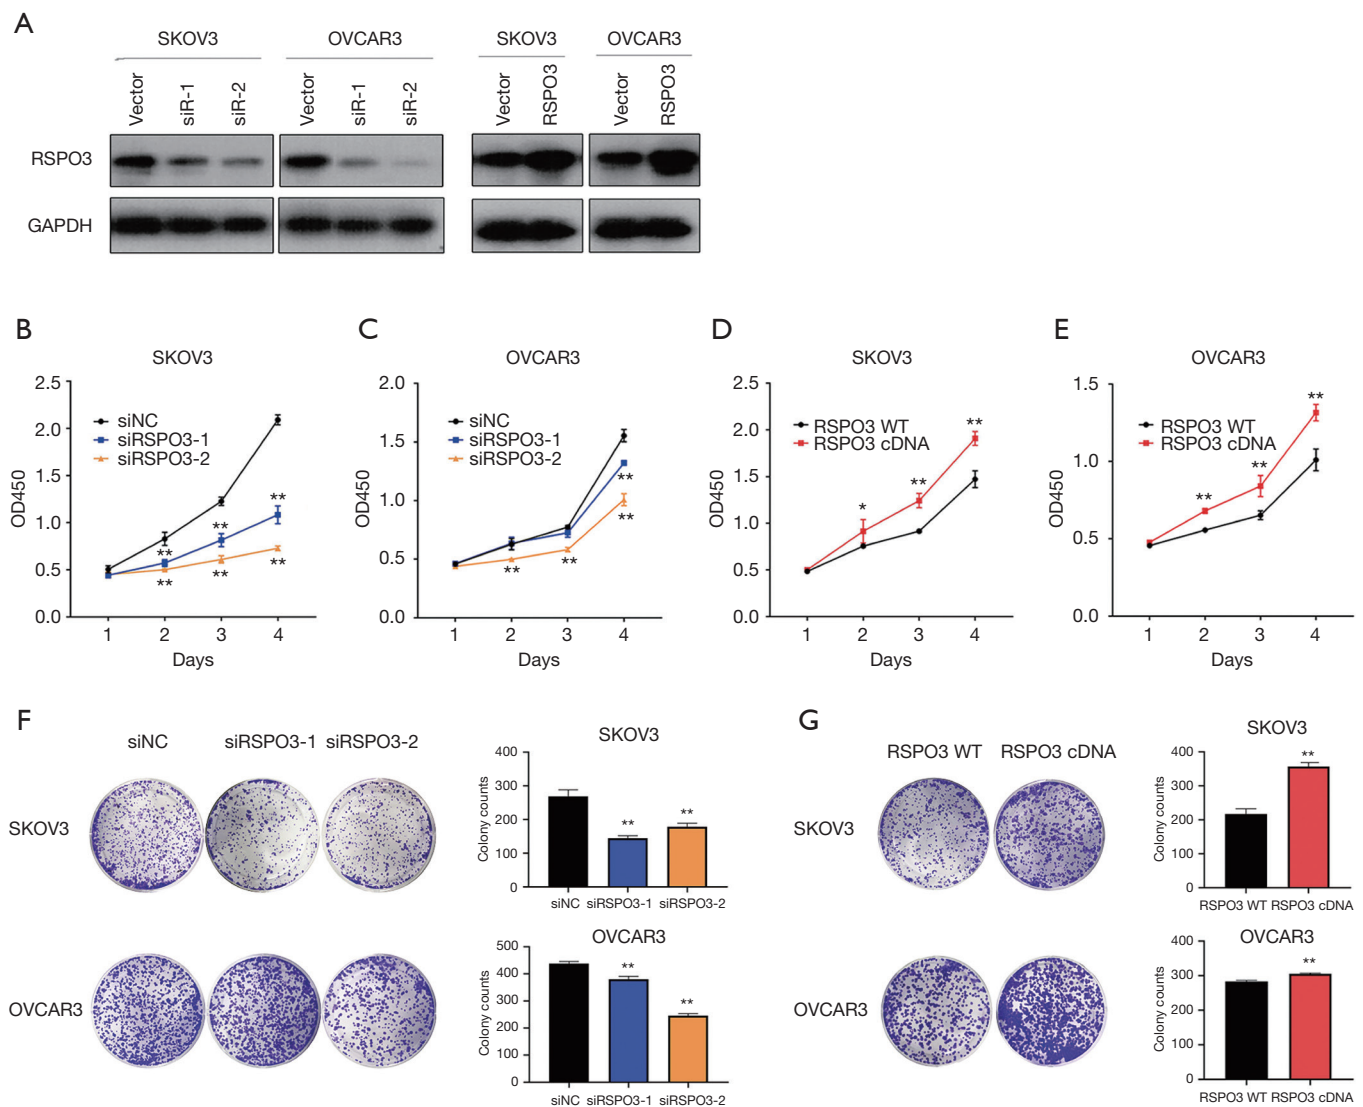 A
SKOV3
OVCAR3
SKOV3
OVCAR3
Vector
siR-1
siR-2
Vector
siR-1
siR-2
Vector
RSPO3
Vector
RSPO3
RSPO3
GAPDH
B
SKOV3
2.5
2.0
1.5
1.0
0.5
0.0
OD450
siNC
siRSPO3-1
siRSPO3-2
**
**
**
**
**
**
1 2 3 4
Days
C
OVCAR3
2.0
1.5
1.0
0.5
0.0
OD450
siNC
siRSPO3-1
siRSPO3-2
**
**
**
**
1 2 3 4
Days
D
SKOV3
2.5
2.0
1.5
1.0
0.5
0.0
OD450
RSPO3 WT
RSPO3 cDNA
*
**
**
1 2 3 4
Days
E
OVCAR3
1.5
1.0
0.5
0.0
OD450
RSPO3 WT
RSPO3 cDNA
**
**
**
1 2 3 4
Days
F
siNC siRSPO3-1 siRSPO3-2
SKOV3
OVCAR3
SKOV3
400
300
200
100
0
Colony counts
**
**
siNC siRSPO3-1 siRSPO3-2
OVCAR3
500
400
300
200
100
0
Colony counts
**
**
siNC siRSPO3-1 siRSPO3-2
G
RSPO3 WT RSPO3 cDNA
SKOV3
OVCAR3
SKOV3
400
300
200
100
0
Colony counts
**
RSPO3 WT RSPO3 cDNA
OVCAR3
400
300
200
100
0
Colony counts
**
RSPO3 WT RSPO3 cDNA